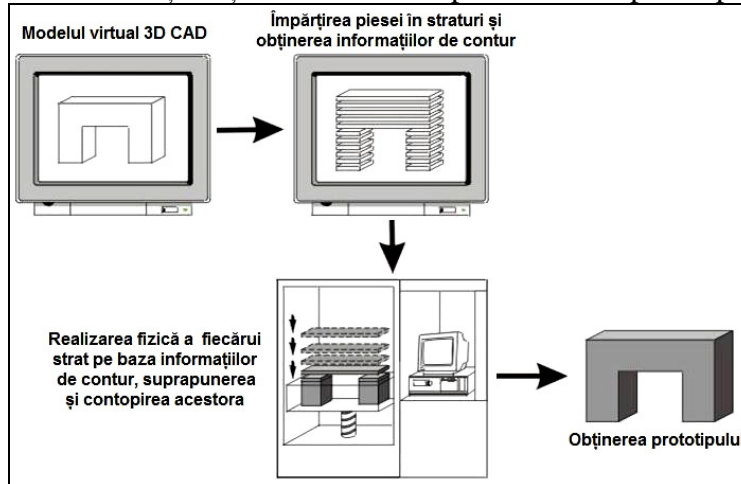 Modelul virtual 3D CAD
Împărțirea piesei în straturi și
obținerea informațiilor de contur
Realizarea fizică a fiecărui
strat pe baza informațiilor
de contur, suprapunerea
și contopirea acestora
Obținerea prototipulu